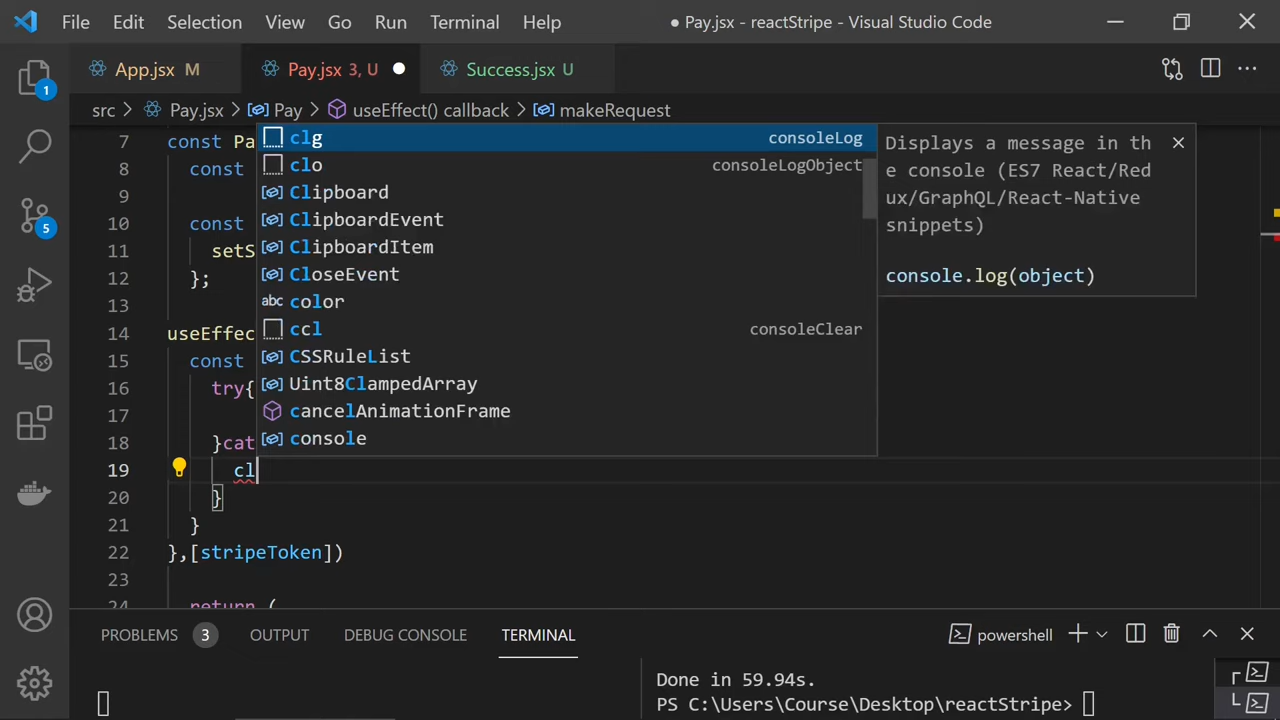 File Edit Selection View Go Run Terminal Help ● Pay.jsx - reactStripe - Visual Studio Code
App.jsx M Pay.jsx 3, U Success.jsx U
src > Pay.jsx > Pay > useEffect() callback > makeRequest
1
5
7 const Pa
8 const
9
10 const
11 setS
12 };
13
14 useEffec
15 const
16 try{
17
18 }cat
19 cl
20 }
21 }
22 },[stripeToken])
23
24 return (
clg consoleLog
clo consoleLogObject
Clipboard
ClipboardEvent
ClipboardItem
CloseEvent
abc color
ccl consoleClear
CSSRuleList
Uint8ClampedArray
cancelAnimationFrame
console
Displays a message in th
e console (ES7 React/Red
ux/GraphQL/React-Native
snippets)
console.log(object)
PROBLEMS 3 OUTPUT DEBUG CONSOLE TERMINAL powershell
Done in 59.94s.
PS C:\Users\Course\Desktop\reactStripe>